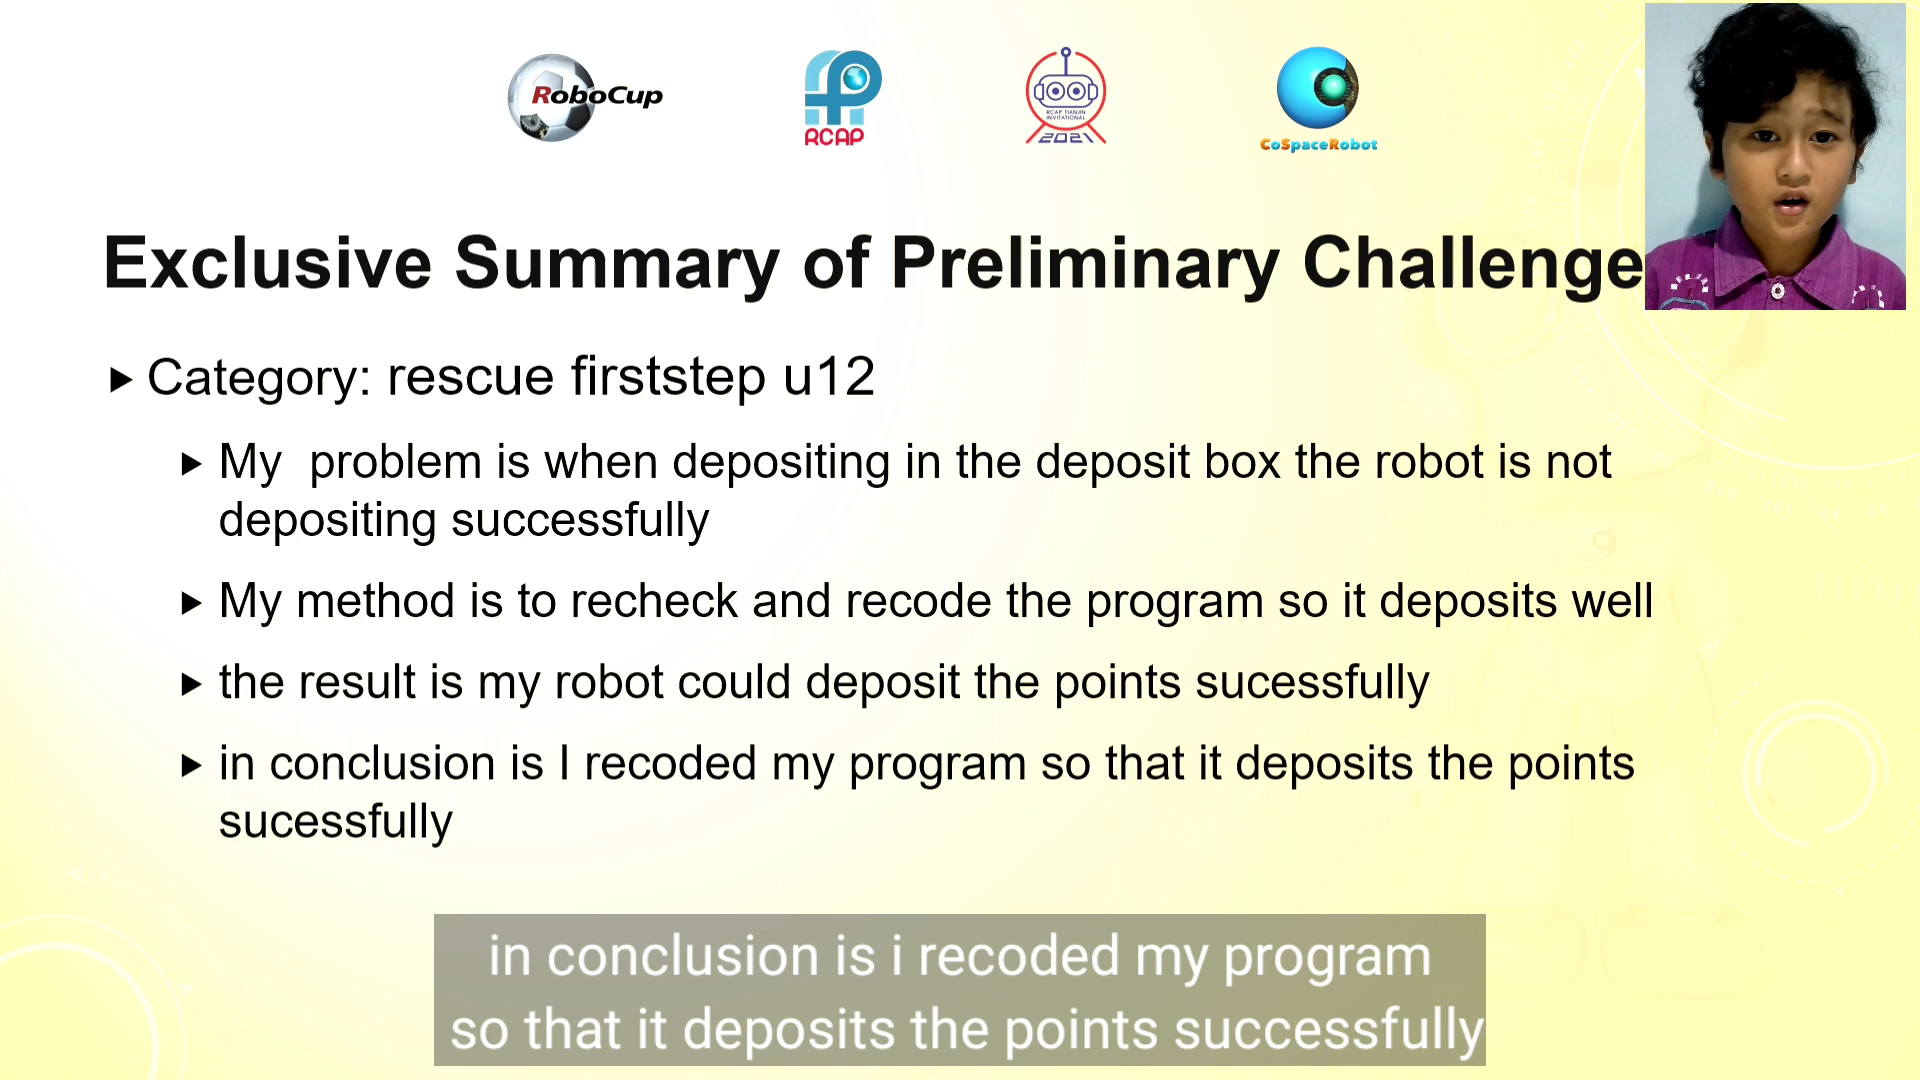 RoboCup
RCAP
RCAP TIANJIN
INVITATIONAL
2021
CoSpaceRobot
Exclusive Summary of Preliminary Challenge
Category: rescue firststep u12
My problem is when depositing in the deposit box the robot is not
depositing successfully
My method is to recheck and recode the program so it deposits well
the result is my robot could deposit the points sucessfully
in conclusion is I recoded my program so that it deposits the points
sucessfully
in conclusion is i recoded my program
so that it deposits the points successfully